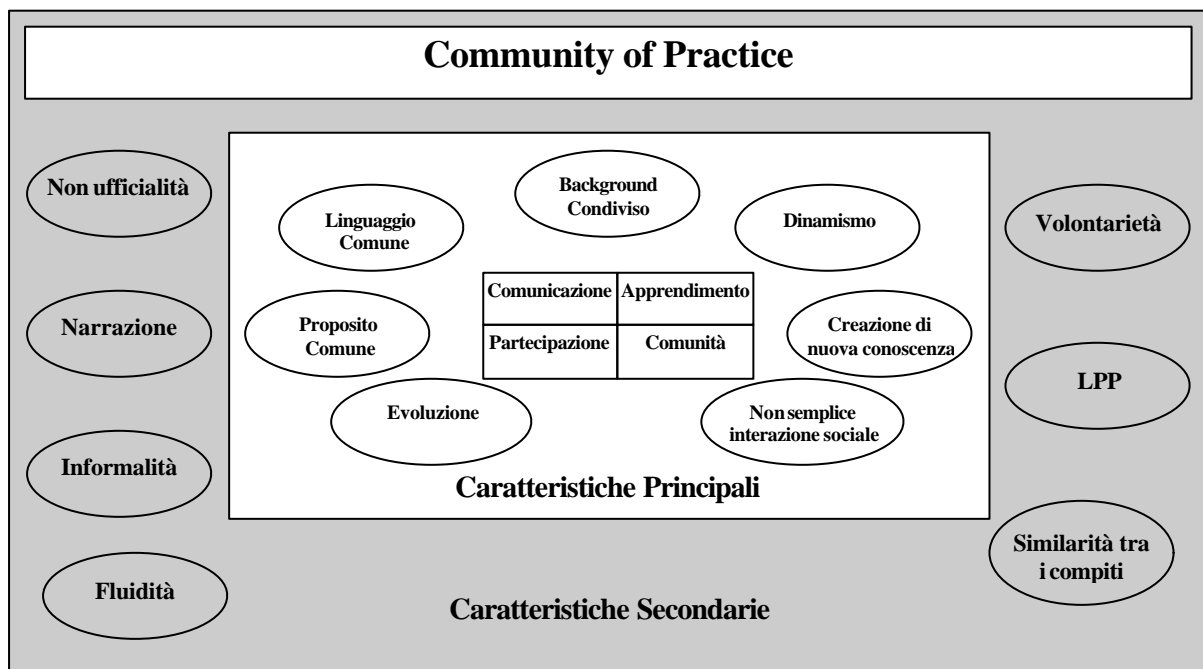 Community of Practice
Non ufficialità
Narrazione
Informalità
Fluidità
Background
Condiviso
Linguaggio
Comune
Dinamismo
Comunicazione
Apprendimento
Partecipazione
Comunità
Proposito
Comune
Creazione di
nuova conoscenza
Evoluzione
Non semplice
interazione sociale
Caratteristiche Principali
Volontarietà
LPP
Similarità tra
i compiti
Caratteristiche Secondarie